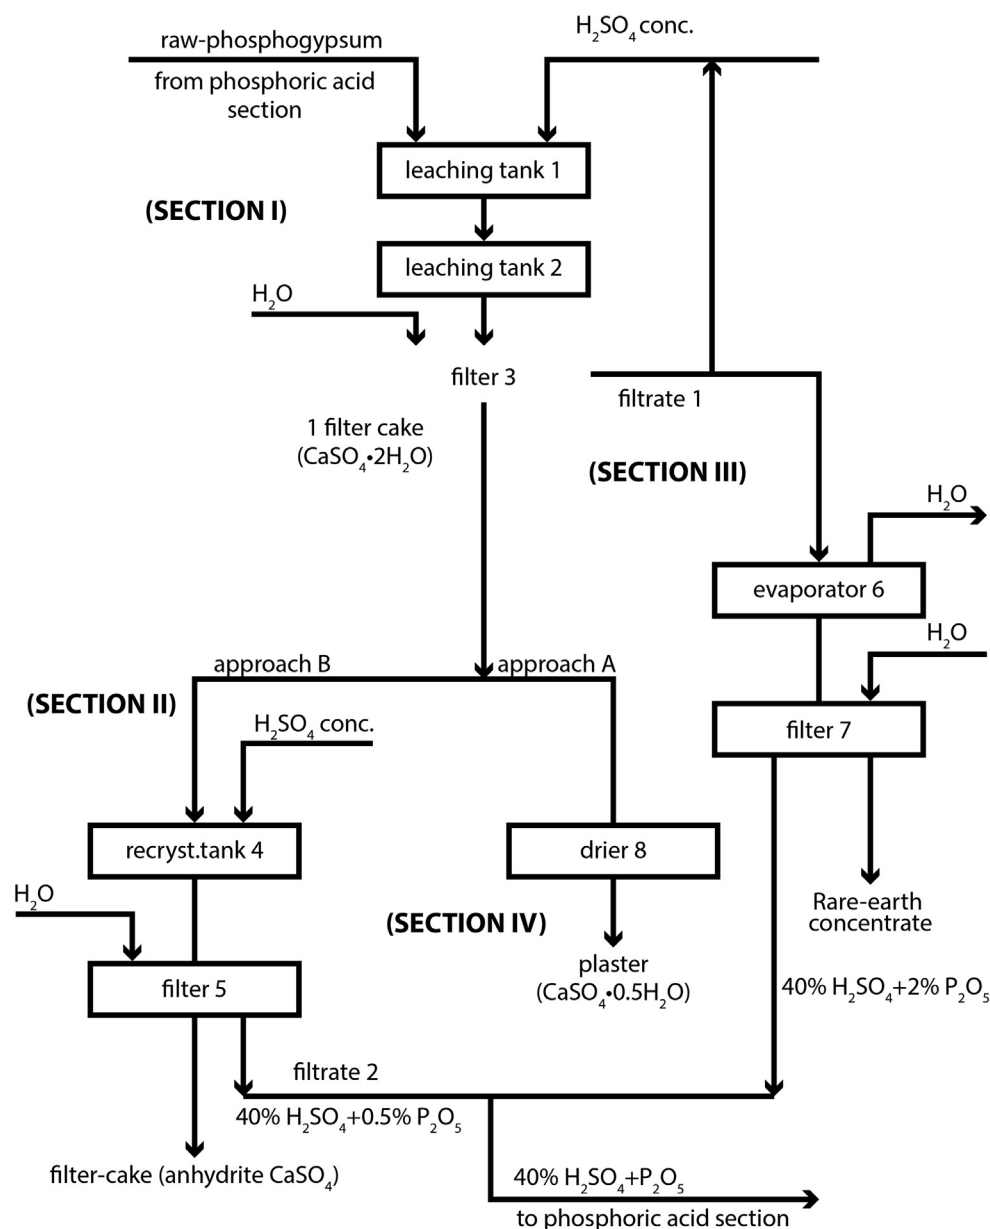 raw-phosphogypsum
from phosphoric acid
section
H₂SO₄ conc.
leaching tank 1
(SECTION I)
leaching tank 2
H₂O
filter 3
filtrate 1
1 filter cake
(CaSO₄•2H₂O)
(SECTION III)
H₂O
evaporator 6
H₂O
approach B
approach A
(SECTION II)
H₂SO₄ conc.
filter 7
recryst.tank 4
drier 8
H₂O
Rare-earth
concentrate
(SECTION IV)
plaster
(CaSO₄•0.5H₂O)
filter 5
40% H₂SO₄+2% P₂O₅
filtrate 2
40% H₂SO₄+0.5% P₂O₅
filter-cake (anhydrite CaSO₄)
40% H₂SO₄+P₂O₅
to phosphoric acid section